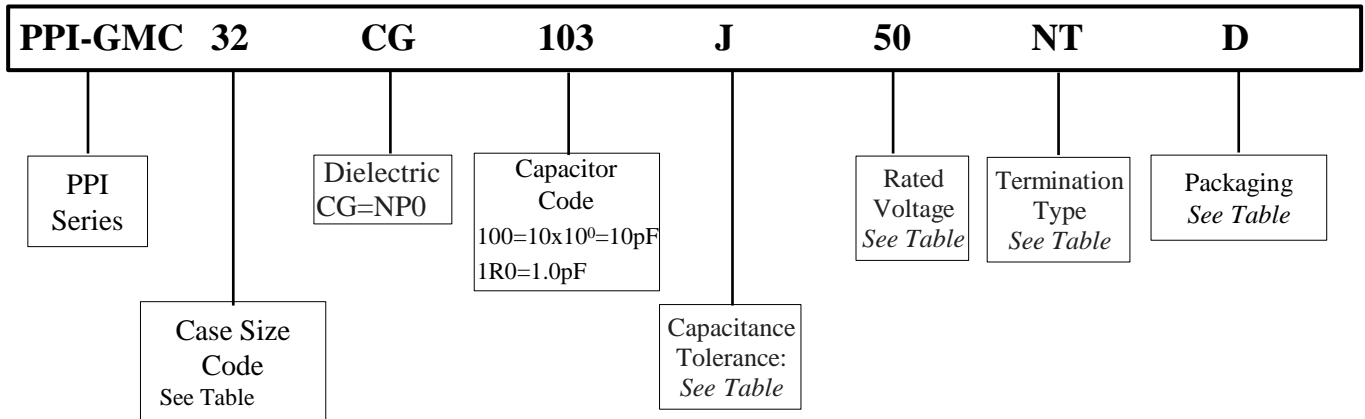 PPI-GMC 32 CG 103 J 50 NT D
PPI
Series
Case Size
Code
See Table
Dielectric
CG=NP0
Capacitor
Code
100=10x10⁰=10pF
1R0=1.0pF
Capacitance
Tolerance:
See Table
Rated
Voltage
See Table
Termination
Type
See Table
Packaging
See Table